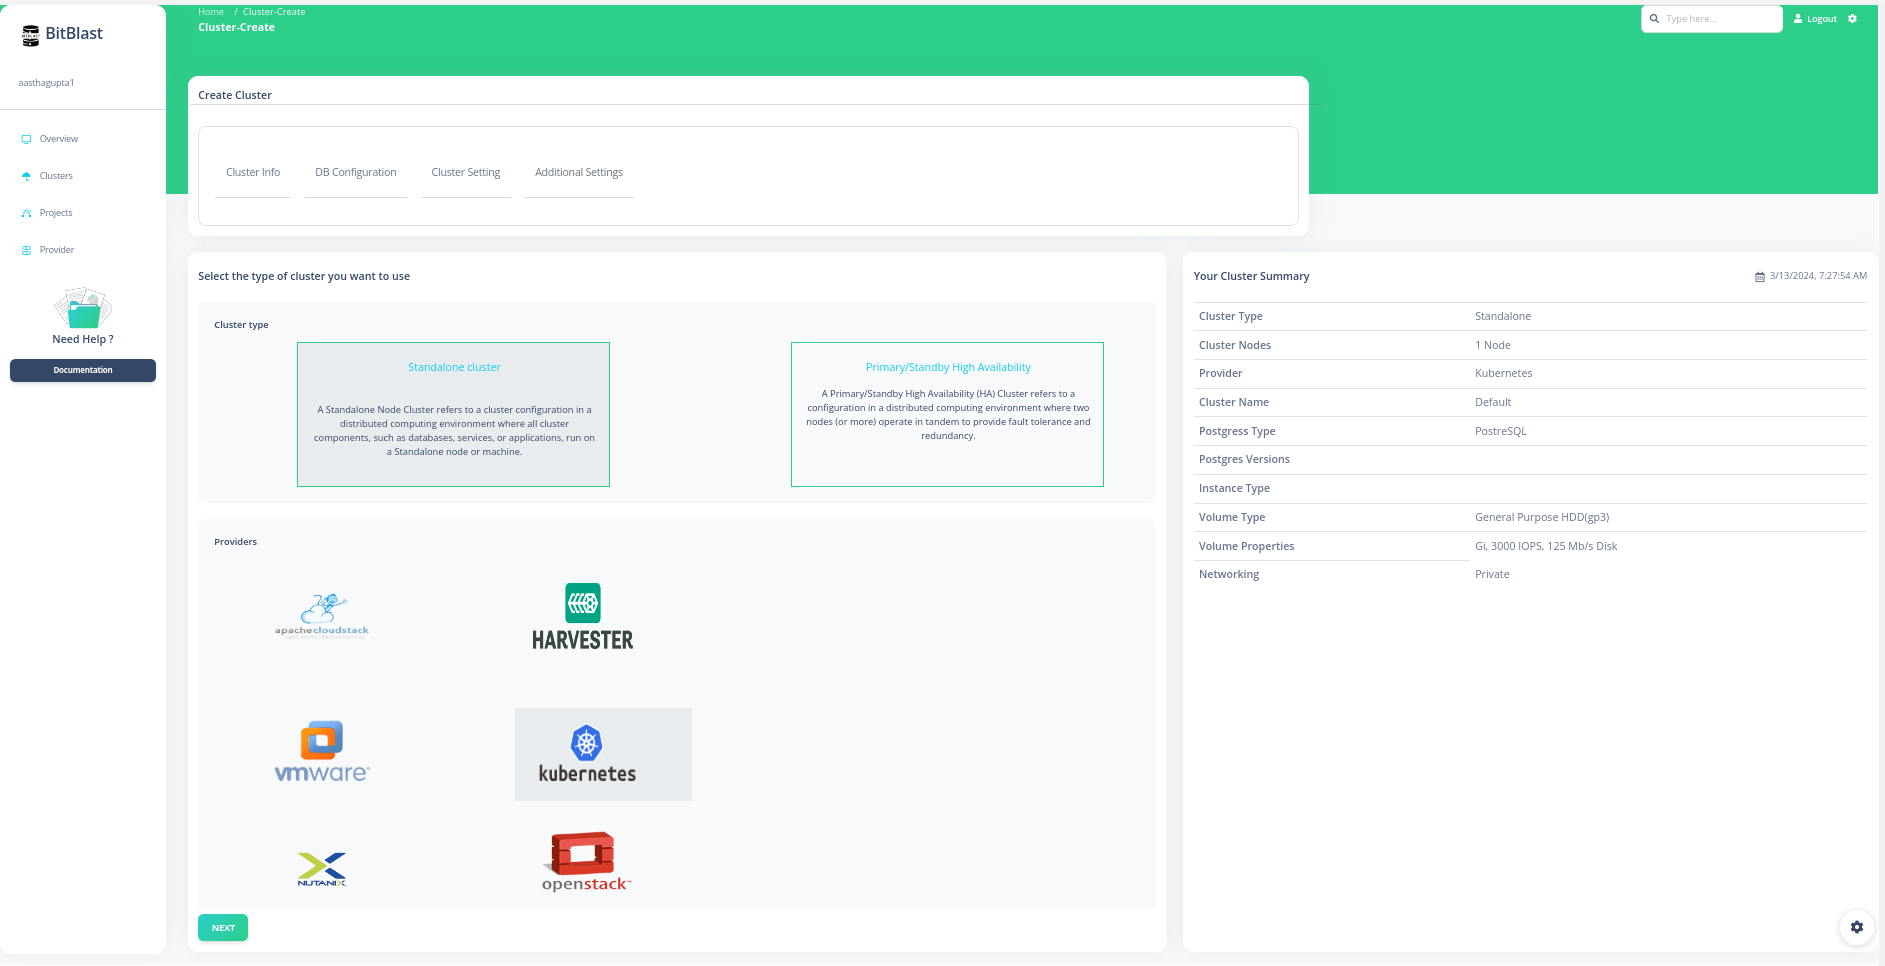 BitBlast
aasthagupta1
Overview
Clusters
Projects
Provider
Need Help ?
Documentation
Home / Cluster-Create
Cluster-Create
Type here...
Logout
Create Cluster
Cluster Info
DB Configuration
Cluster Setting
Additional Settings
Select the type of cluster you want to use
Cluster type
Standalone cluster
A Standalone Node Cluster refers to a cluster configuration in a
distributed computing environment where all cluster
components, such as databases, services, or applications, run on
a Standalone node or machine.
Primary/Standby High Availability
A Primary/Standby High Availability (HA) Cluster refers to a
configuration in a distributed computing environment where two
nodes (or more) operate in tandem to provide fault tolerance and
redundancy.
Providers
apachecloudstack
open source cloud computing
HARVESTER
vmware®
kubernetes
NUTANIX
openstack™
NEXT
Your Cluster Summary
3/13/2024, 7:27:54 AM
Cluster Type Standalone
Cluster Nodes 1 Node
Provider Kubernetes
Cluster Name Default
Postgress Type PostreSQL
Postgres Versions
Instance Type
Volume Type General Purpose HDD(gp3)
Volume Properties Gi, 3000 IOPS, 125 Mb/s Disk
Networking Private